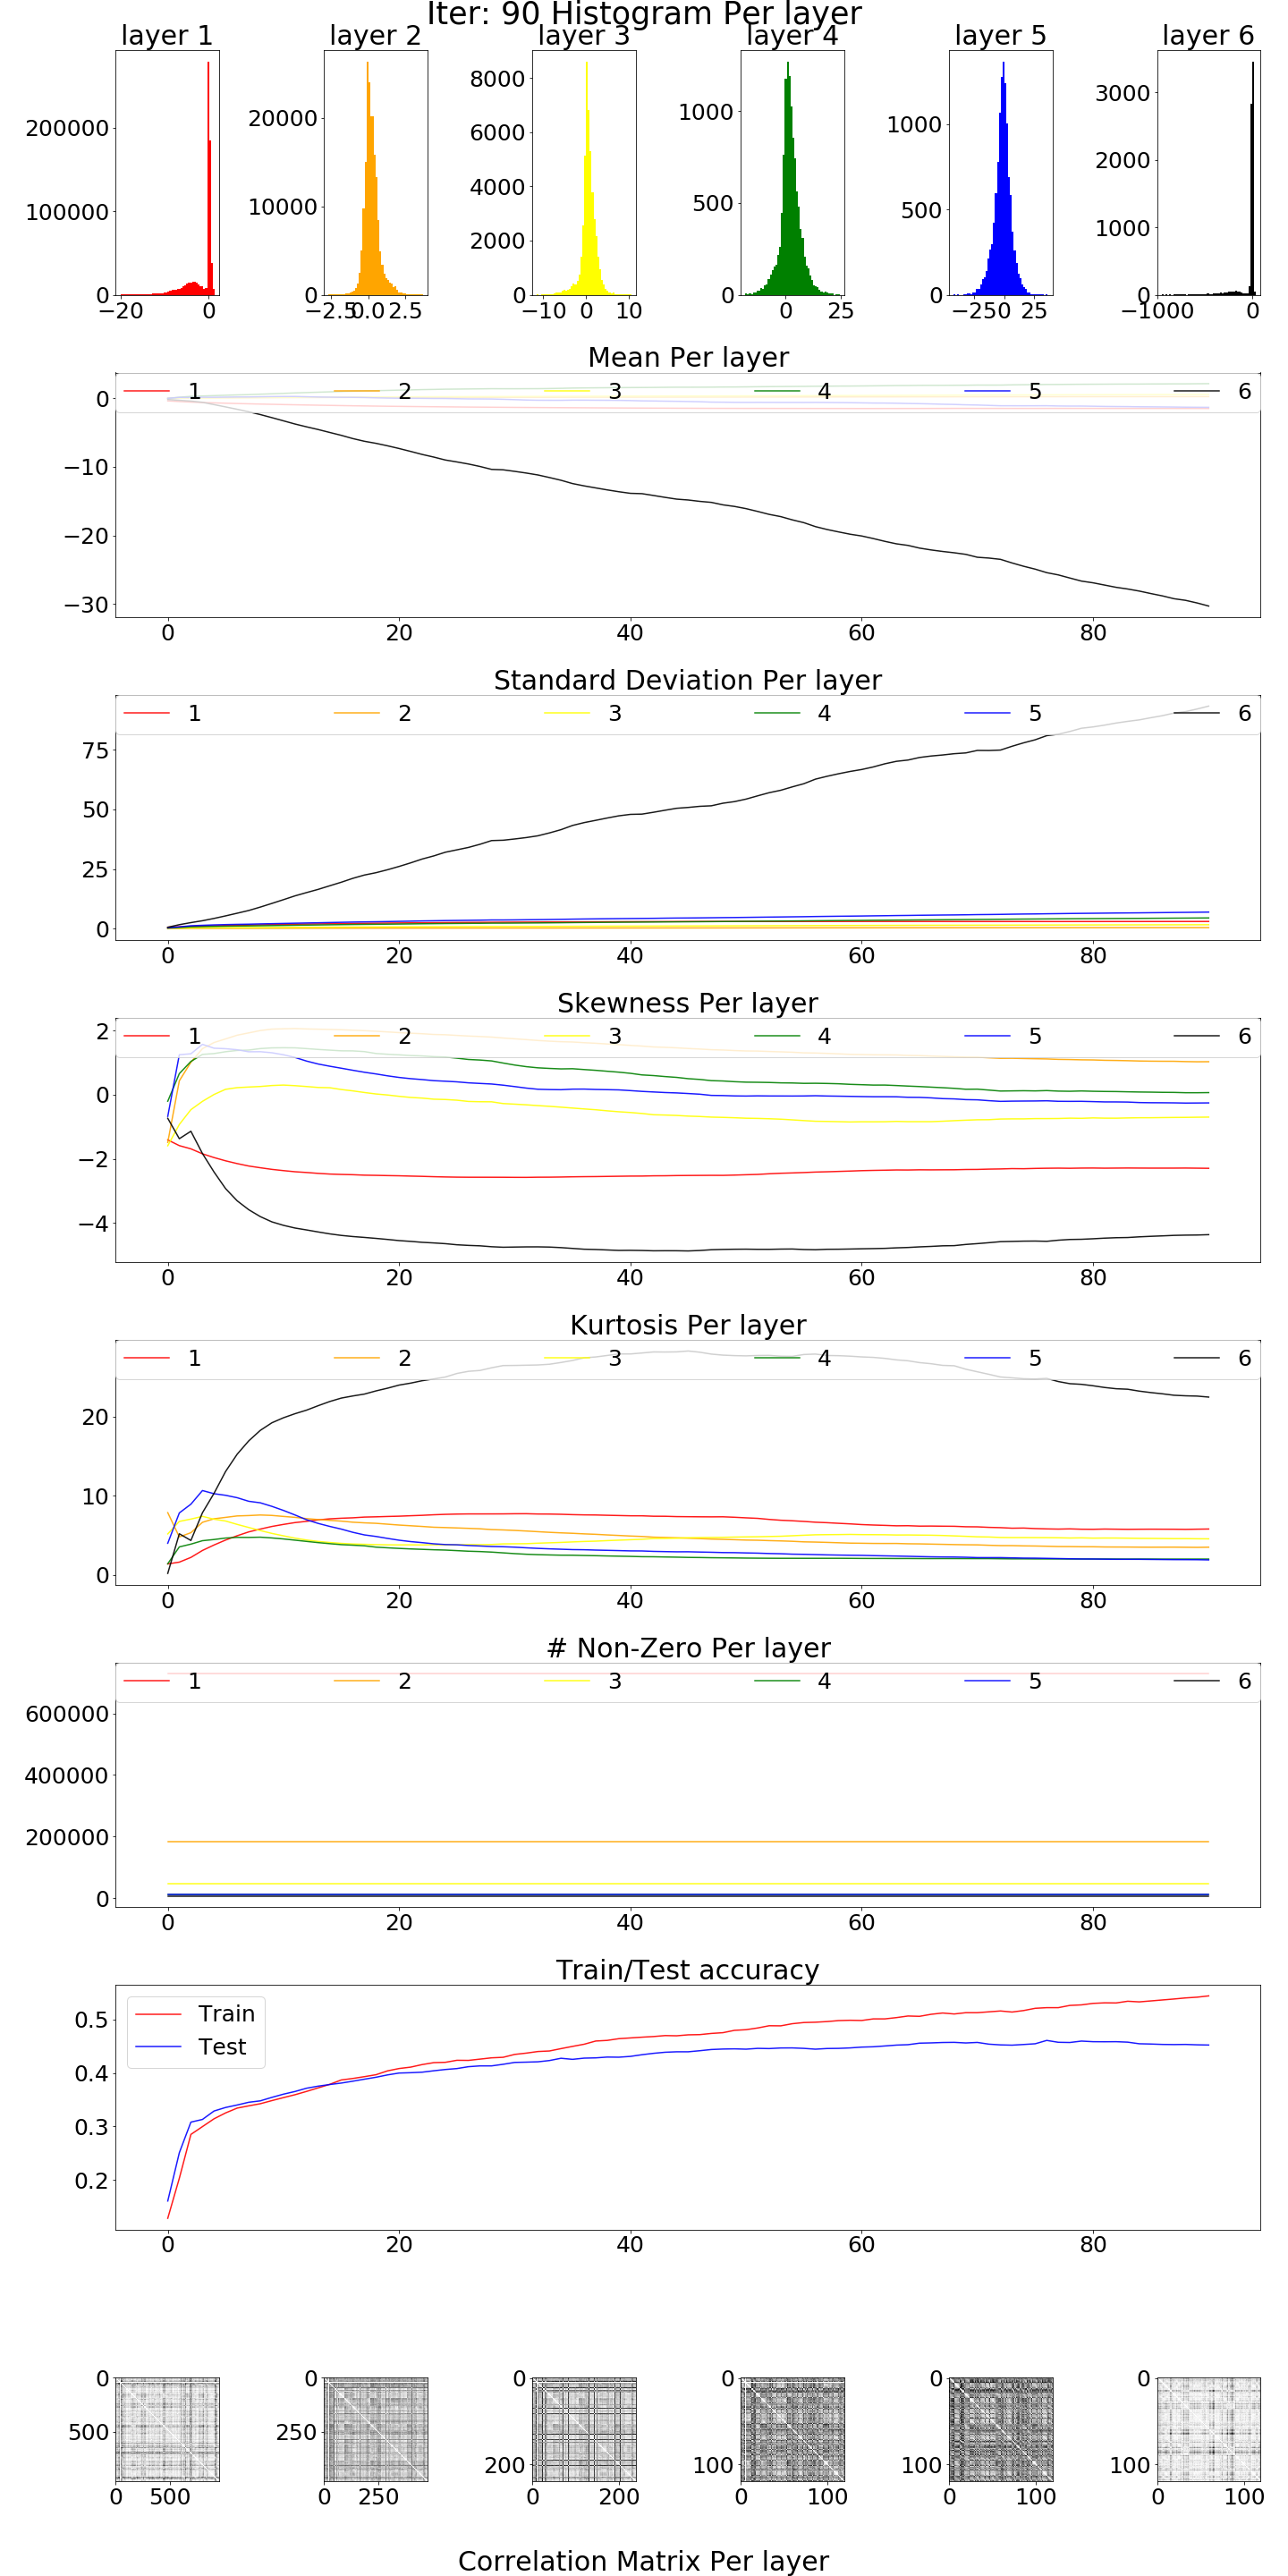 Iter: 90 Histogram Per layer
layer 1 layer 2 layer 3 layer 4 layer 5 layer 6
200000
100000
0
−20 0
20000
10000
0
−2.5 0.0 2.5
8000
6000
4000
2000
0
−10 0 10
1000
500
0
0 25
1000
500
0
−25 0 25
3000
2000
1000
0
−1000 0
Mean Per layer
1 2 3 4 5 6
0
−10
−20
−30
0 20 40 60 80
Standard Deviation Per layer
1 2 3 4 5 6
75
50
25
0
0 20 40 60 80
Skewness Per layer
1 2 3 4 5 6
2
0
−2
−4
0 20 40 60 80
Kurtosis Per layer
1 2 3 4 5 6
20
10
0
0 20 40 60 80
# Non-Zero Per layer
1 2 3 4 5 6
600000
400000
200000
0
0 20 40 60 80
Train/Test accuracy
Train
Test
0.5
0.4
0.3
0.2
0 20 40 60 80
0
500
0 500
0
250
0 250
0
200
0 200
0
100
0 100
0
100
0 100
0
100
0 100
Correlation Matrix Per layer